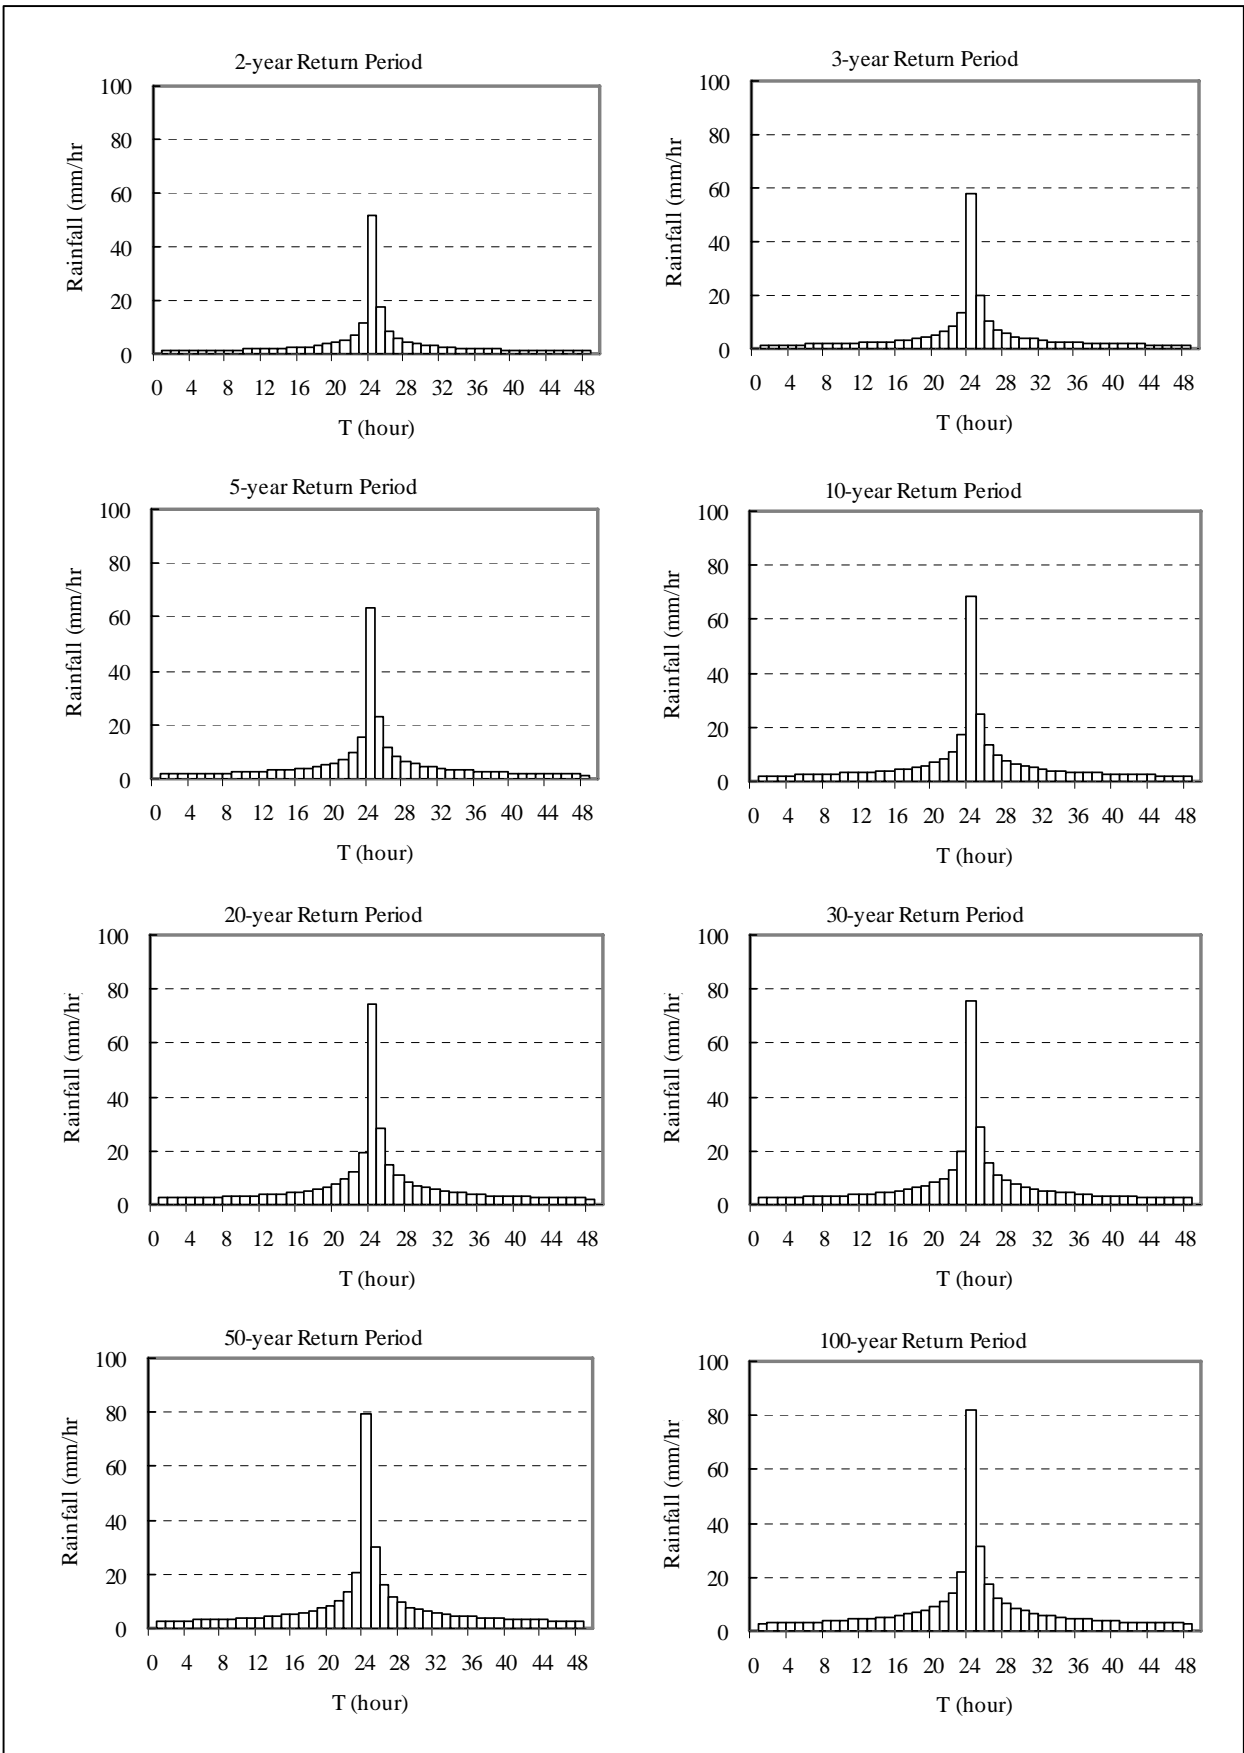 2-year Return Period
100
80
60
40
20
0
Rainfall (mm/hr
0 4 8 12 16 20 24 28 32 36 40 44 48
T (hour)
3-year Return Period
100
80
60
40
20
0
Rainfall (mm/hr
0 4 8 12 16 20 24 28 32 36 40 44 48
T (hour)
5-year Return Period
100
80
60
40
20
0
Rainfall (mm/hr
0 4 8 12 16 20 24 28 32 36 40 44 48
T (hour)
10-year Return Period
100
80
60
40
20
0
Rainfall (mm/hr
0 4 8 12 16 20 24 28 32 36 40 44 48
T (hour)
20-year Return Period
100
80
60
40
20
0
Rainfall (mm/hr
0 4 8 12 16 20 24 28 32 36 40 44 48
T (hour)
30-year Return Period
100
80
60
40
20
0
Rainfall (mm/hr
0 4 8 12 16 20 24 28 32 36 40 44 48
T (hour)
50-year Return Period
100
80
60
40
20
0
Rainfall (mm/hr
0 4 8 12 16 20 24 28 32 36 40 44 48
T (hour)
100-year Return Period
100
80
60
40
20
0
Rainfall (mm/hr
0 4 8 12 16 20 24 28 32 36 40 44 48
T (hour)